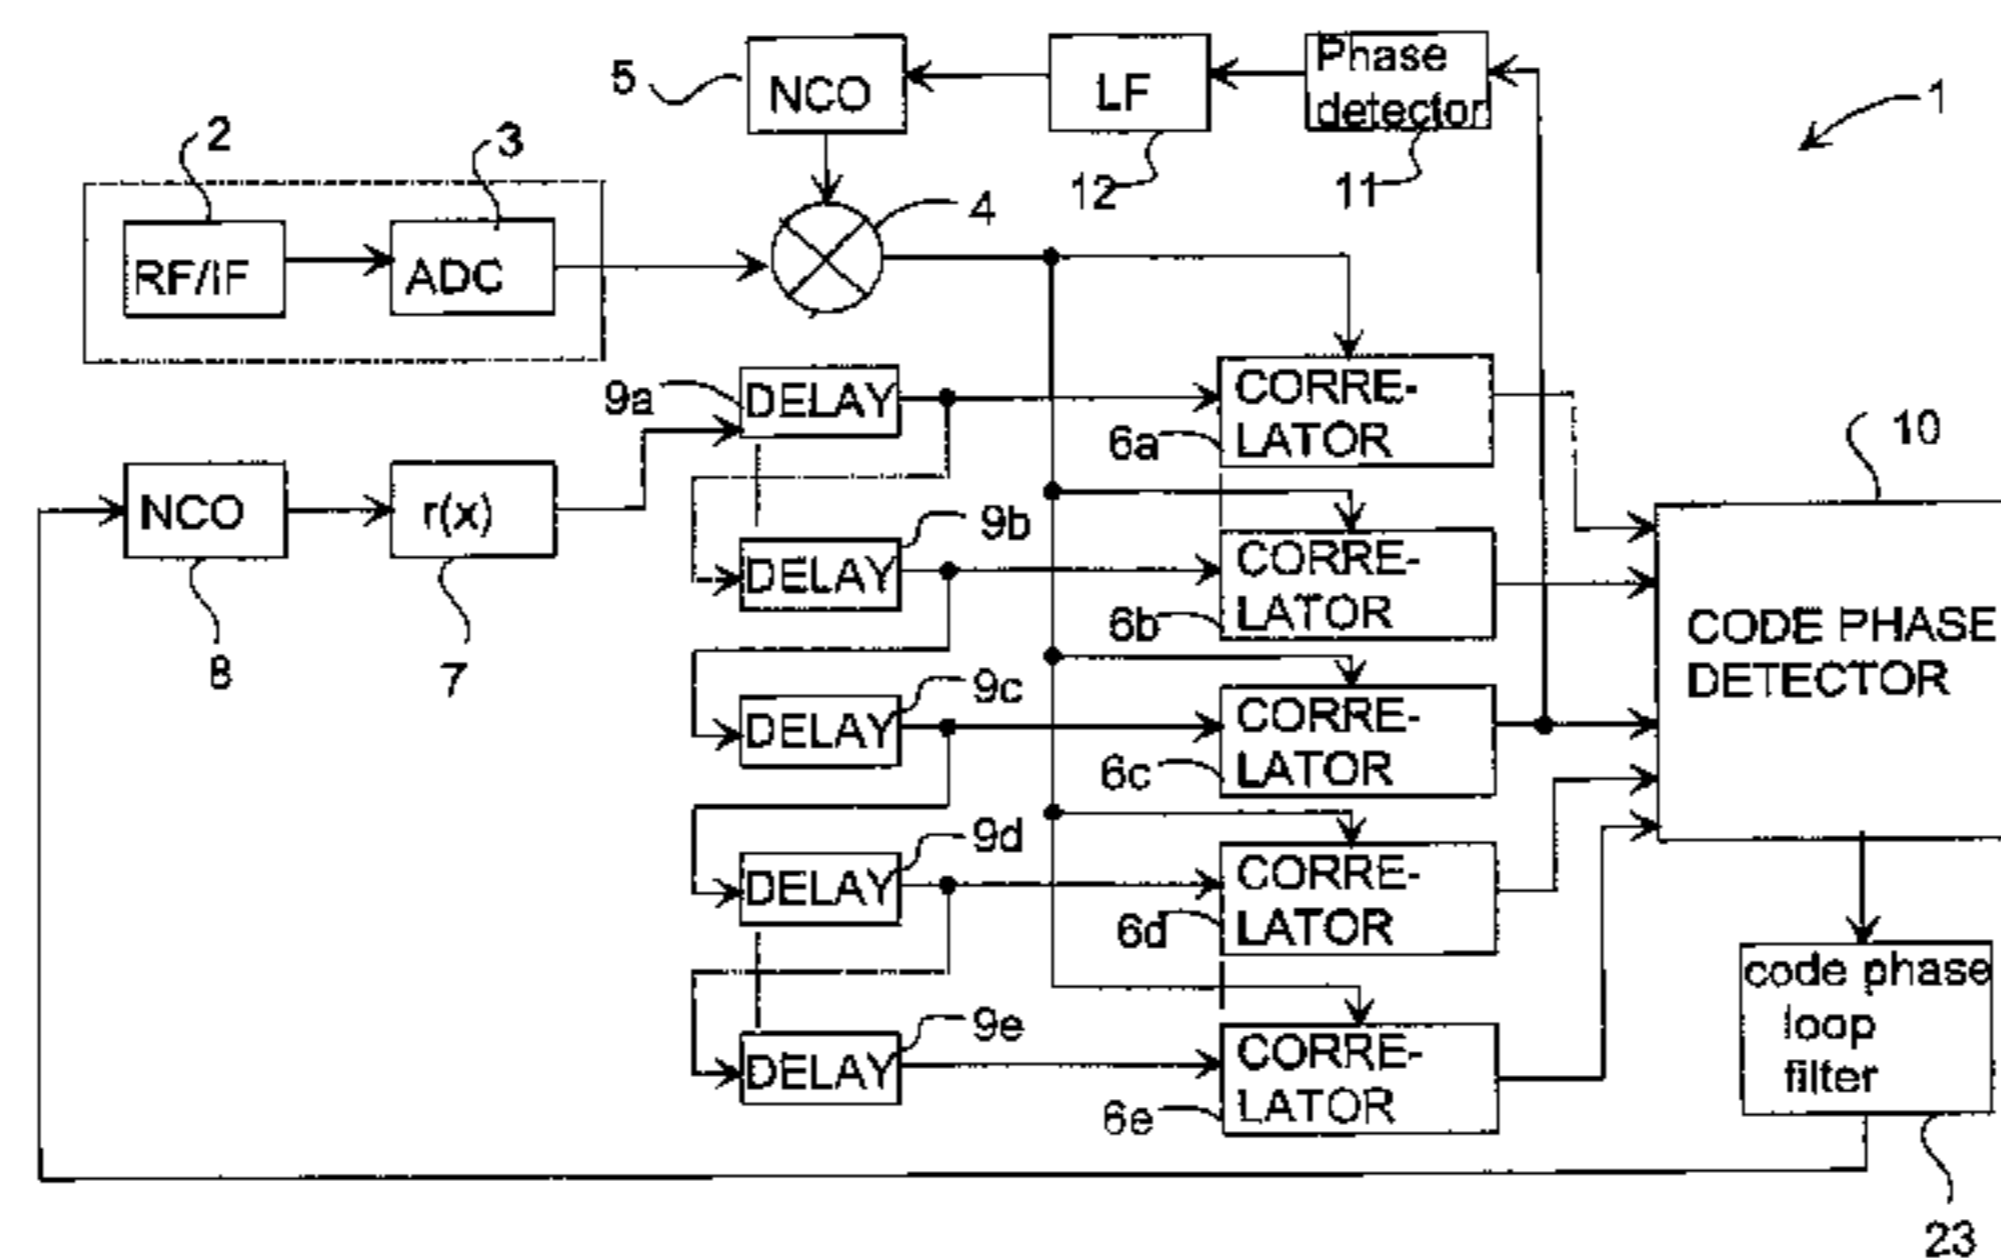 5
NCO
LF
Phase
detector
1
12
11
2
3
4
RF/IF
ADC
9a
DELAY
CORRE-
LATOR
6a
10
NCO
r(x)
8
7
9b
DELAY
CORRE-
LATOR
6b
CODE PHASE
DETECTOR
9c
DELAY
CORRE-
LATOR
6c
9d
DELAY
CORRE-
LATOR
6d
code phase
loop
filter
9e
DELAY
CORRE-
LATOR
6e
23